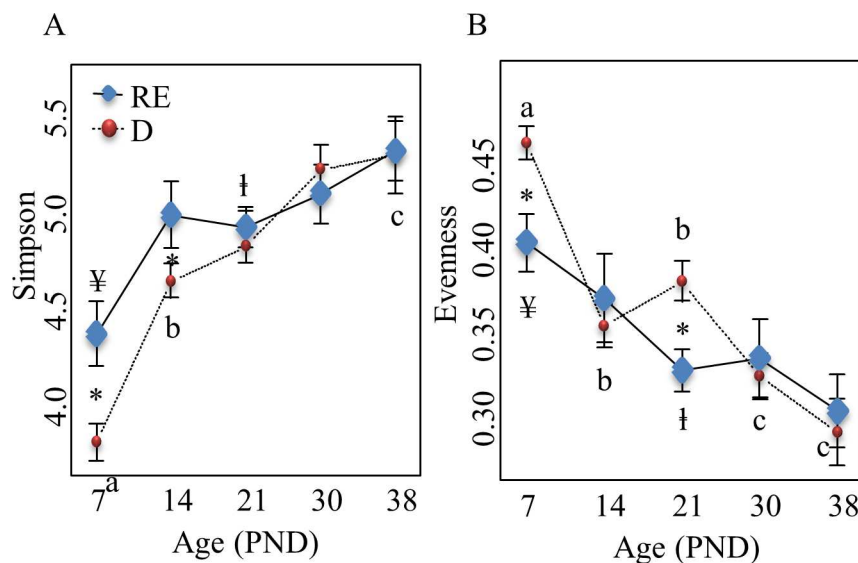 A
RE
D
Simpson
5.5
5.0
4.5
4.0
¥
*
a
*
b
ƚ
c
7 14 21 30 38
Age (PND)
B
Evenness
0.45
0.40
0.35
0.30
a
*
¥
b
b
*
ƚ
c
c
7 14 21 30 38
Age (PND)